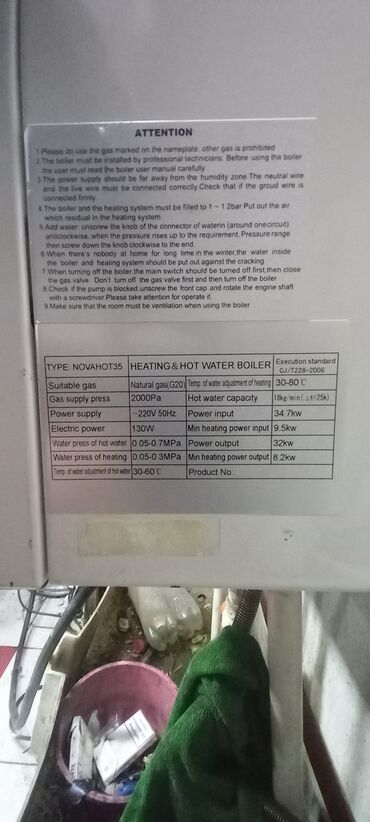 ATTENTION
1.Please do use the gas marked on the nameplate, other gas is prohibited
2.The boiler must be installed by professional technicians. Before using the boiler
the user must read the boiler user manual carefully
3.The power supply should be far away from the humidity zone.The neutral wire
and the live wire must be connected correctly.Check that if the groud wire is
connected firmly
4.The boiler and the heating system must be filled to 1~1.2bar Put out the air
which residual in the heating system
5.Add water: unscrew the knob of the connector of waterin (around onecircurt)
anticlockwise, when the pressure rises up to the requirement, Pressure range
then screw down the knob clockwise to the end.
6.When there's nobody at home for long time in the winter,the water inside
the boiler and heating system should be put out against the cracking
7.When turning off the boiler,the main switch should be turned off first,then close
the gas valve. Don't turn off the gas valve first and then turn off the boiler
8.Check if the pump is blocked:unscrew the front cap and rotate the engine shaft
with a screwdriver.Please take attention for operate it.
9.Make sure that the room must be ventilation when using the boiler
TYPE: NOVAHOT35 HEATING & HOT WATER BOILER Execution standard GJ/T228-2006
Suitable gas Natural gas(G20) Temp. of water adjustment of heating 30-80℃
Gas supply press 2000Pa Hot water capacity 18kg/min(△t=25k)
Power supply ~220V 50Hz Power input 34.7kw
Electric power 130W Min heating power input 9.5kw
Water press of hot water 0.05-0.7MPa Power output 32kw
Water press of heating 0.05-0.3MPa Min heating power output 8.2kw
Temp. of water adjustment of hot water 30-60℃ Product No: